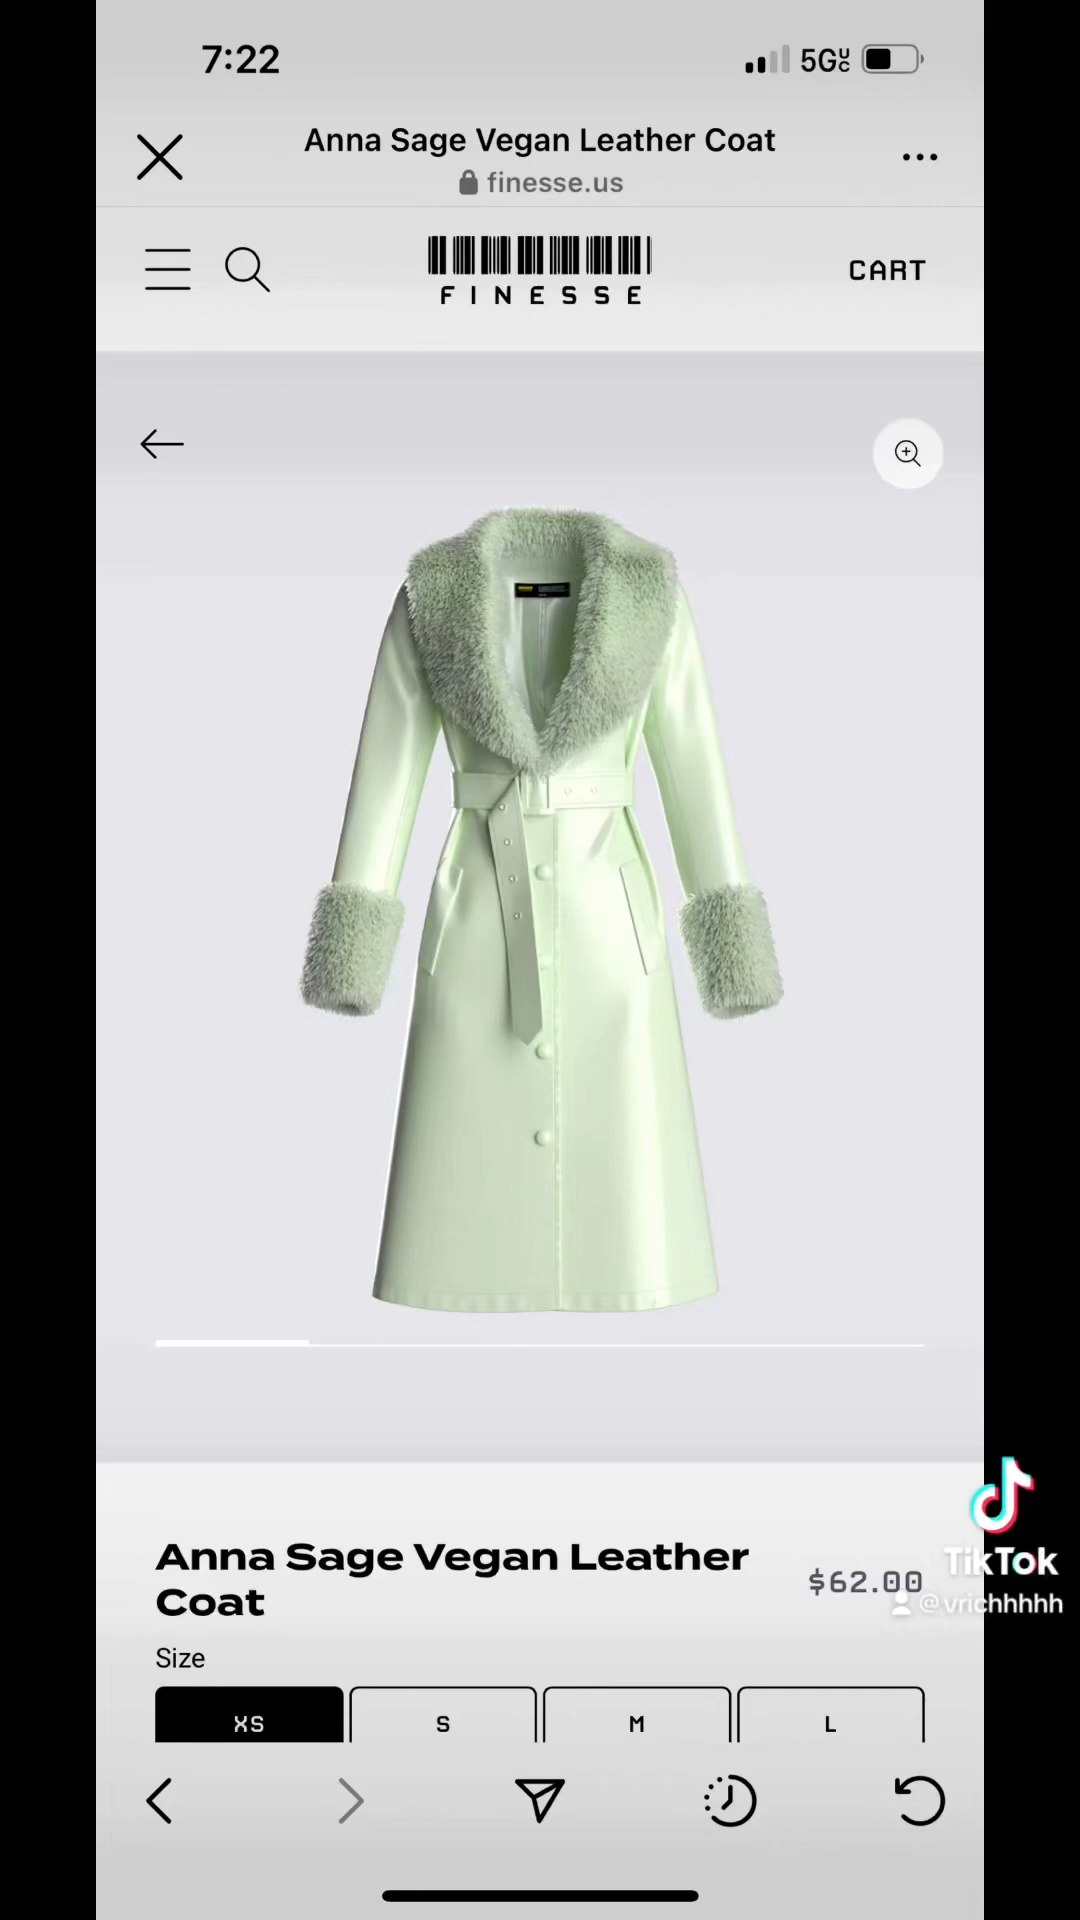 7:22
5GUC
Anna Sage Vegan Leather Coat
finesse.us
FINESSE
CART
Anna Sage Vegan Leather
Coat
$62.00
TikTok
@vrichhhhh
Size
XS
S
M
L